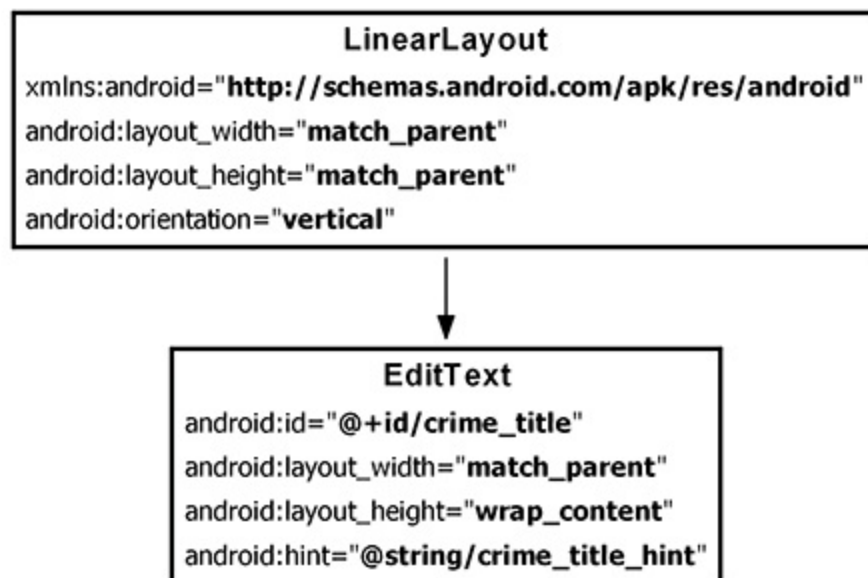 LinearLayout
xmlns:android="http://schemas.android.com/apk/res/android"
android:layout_width="match_parent"
android:layout_height="match_parent"
android:orientation="vertical"
EditText
android:id="@+id/crime_title"
android:layout_width="match_parent"
android:layout_height="wrap_content"
android:hint="@string/crime_title_hint"